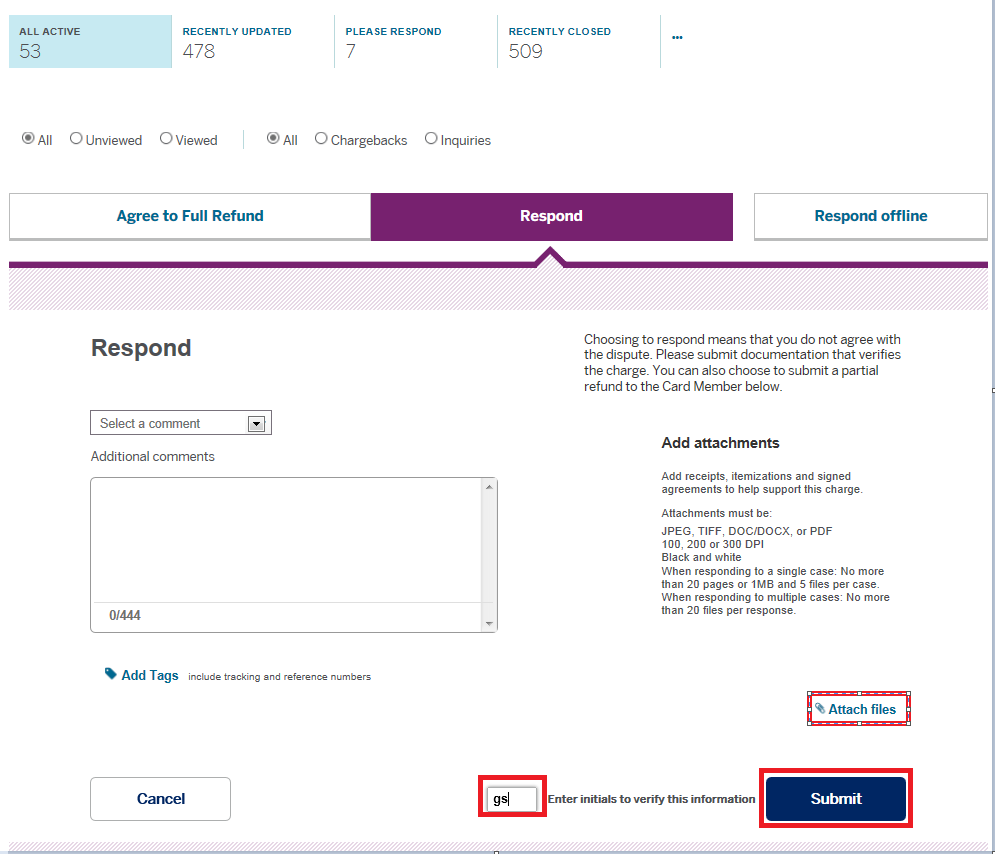 ALL ACTIVE
53
RECENTLY UPDATED
478
PLEASE RESPOND
7
RECENTLY CLOSED
509
...
All Unviewed Viewed All Chargebacks Inquiries
Agree to Full Refund
Respond
Respond offline
Respond
Choosing to respond means that you do not agree with
the dispute. Please submit documentation that verifies
the charge. You can also choose to submit a partial
refund to the Card Member below.
Select a comment
Additional comments
0/444
Add attachments
Add receipts, itemizations and signed
agreements to help support this charge.
Attachments must be:
JPEG, TIFF, DOC/DOCX, or PDF
100, 200 or 300 DPI
Black and white
When responding to a single case: No more
than 20 pages or 1MB and 5 files per case.
When responding to multiple cases: No more
than 20 files per response.
Add Tags include tracking and reference numbers
Attach files
Cancel
gs
Enter initials to verify this information
Submit